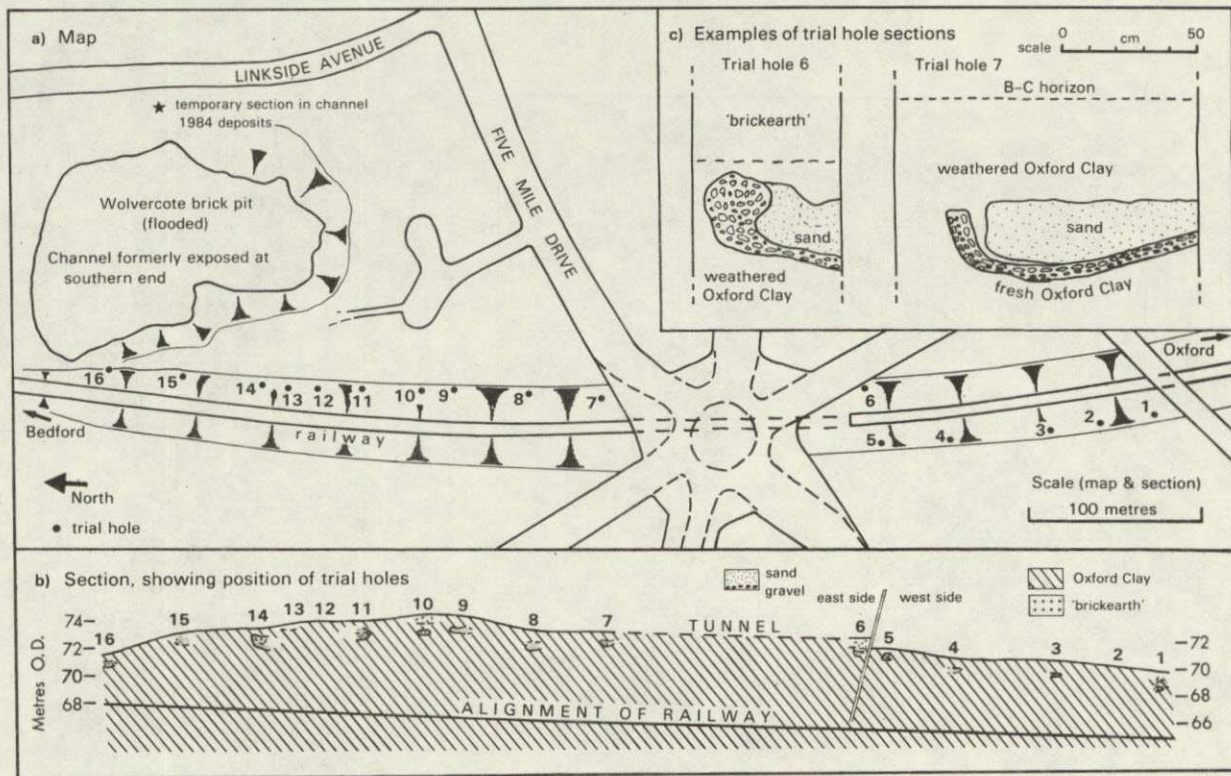 a) Map
LINKSIDE AVENUE
★ temporary section in channel
1984 deposits
Wolvercote brick pit
(flooded)
Channel formerly exposed at
southern end
FIVE MILE DRIVE
c) Examples of trial hole sections
scale 0 cm 50
Trial hole 6
Trial hole 7
B–C horizon
'brickearth'
weathered Oxford Clay
sand
sand
weathered
Oxford Clay
fresh Oxford Clay
Oxford
16 15 14 13 12 11 10 9 8 7 6
5 4 3 2 1
railway
Bedford
North
• trial hole
Scale (map & section)
100 metres
b) Section, showing position of trial holes
sand
gravel
east side
west side
Oxford Clay
'brickearth'
16 15 14 13 12 11 10 9 8 7 6 5 4 3 2 1
TUNNEL
Metres O.D.
74
72
70
68
72
70
68
66
ALIGNMENT OF RAILWAY